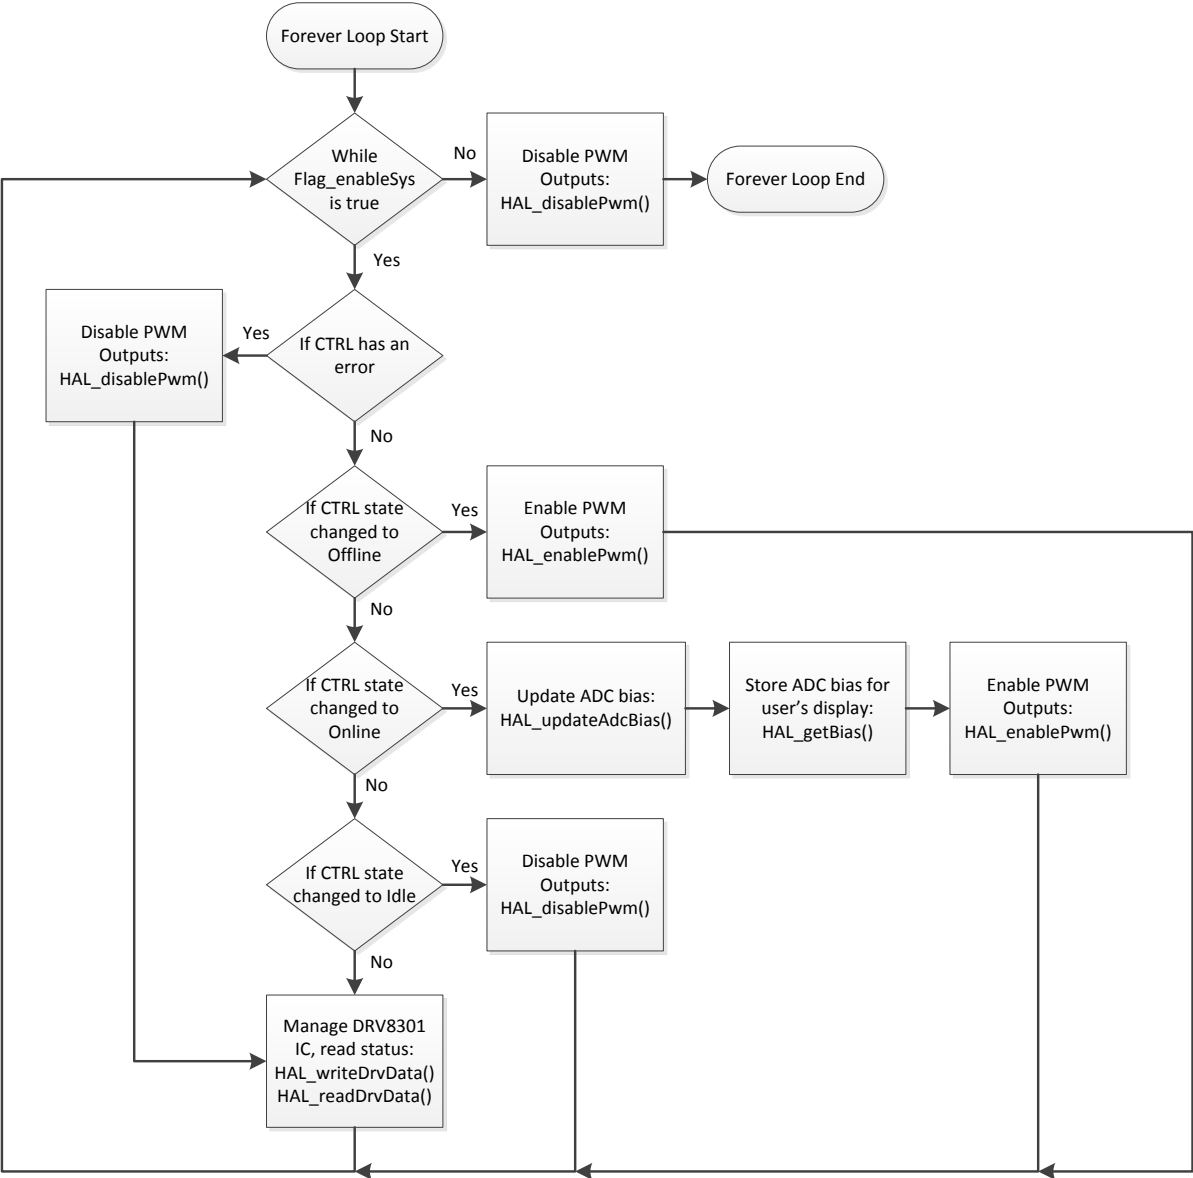 Forever Loop Start
While
Flag_enableSys
is true
No
Disable PWM
Outputs:
HAL_disablePwm()
Forever Loop End
Yes
Disable PWM
Outputs:
HAL_disablePwm()
Yes
If CTRL has an
error
No
If CTRL state
changed to
Offline
Yes
Enable PWM
Outputs:
HAL_enablePwm()
No
If CTRL state
changed to
Online
Yes
Update ADC bias:
HAL_updateAdcBias()
Store ADC bias for
user’s display:
HAL_getBias()
Enable PWM
Outputs:
HAL_enablePwm()
No
If CTRL state
changed to Idle
Yes
Disable PWM
Outputs:
HAL_disablePwm()
No
Manage DRV8301
IC, read status:
HAL_writeDrvData()
HAL_readDrvData()